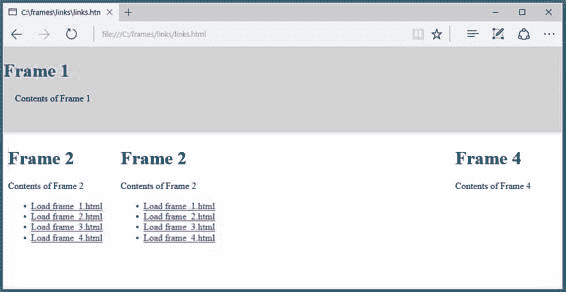 C:\frames\links\links.htn
file:///C:/frames/links/links.html
Frame 1
Contents of Frame 1
Frame 2
Contents of Frame 2
Load frame_1.html
Load frame_2.html
Load frame_3.html
Load frame_4.html
Frame 2
Contents of Frame 2
Load frame_1.html
Load frame_2.html
Load frame_3.html
Load frame_4.html
Frame 4
Contents of Frame 4